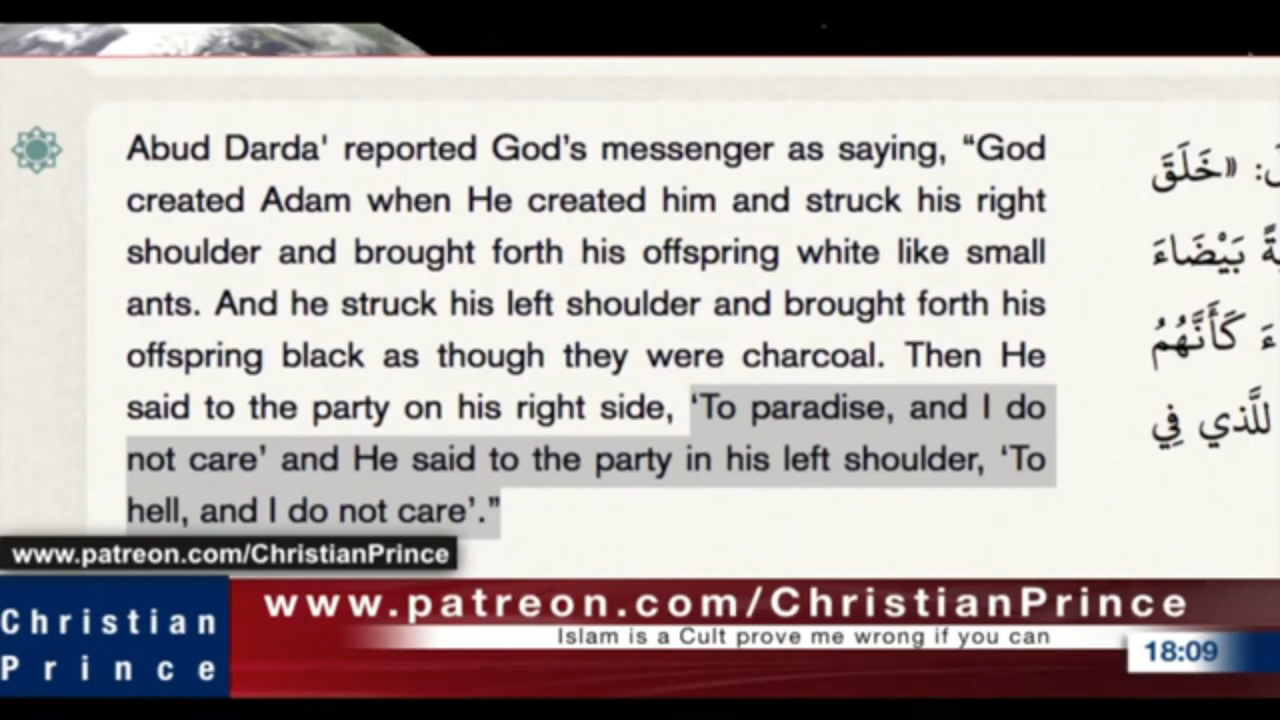 Abud Darda' reported God's messenger as saying, “God
created Adam when He created him and struck his right
shoulder and brought forth his offspring white like small
ants. And he struck his left shoulder and brought forth his
offspring black as though they were charcoal. Then He
said to the party on his right side, ‘To paradise, and I do
not care’ and He said to the party in his left shoulder, ‘To
hell, and I do not care’.”
«خَلَقَ
بَيْضَاءَ
كَأَنَّهُمُ
لَّذي فِي
www.patreon.com/ChristianPrince
Christian
Prince
www.patreon.com/ChristianPrince
Islam is a Cult prove me wrong if you can
18:09